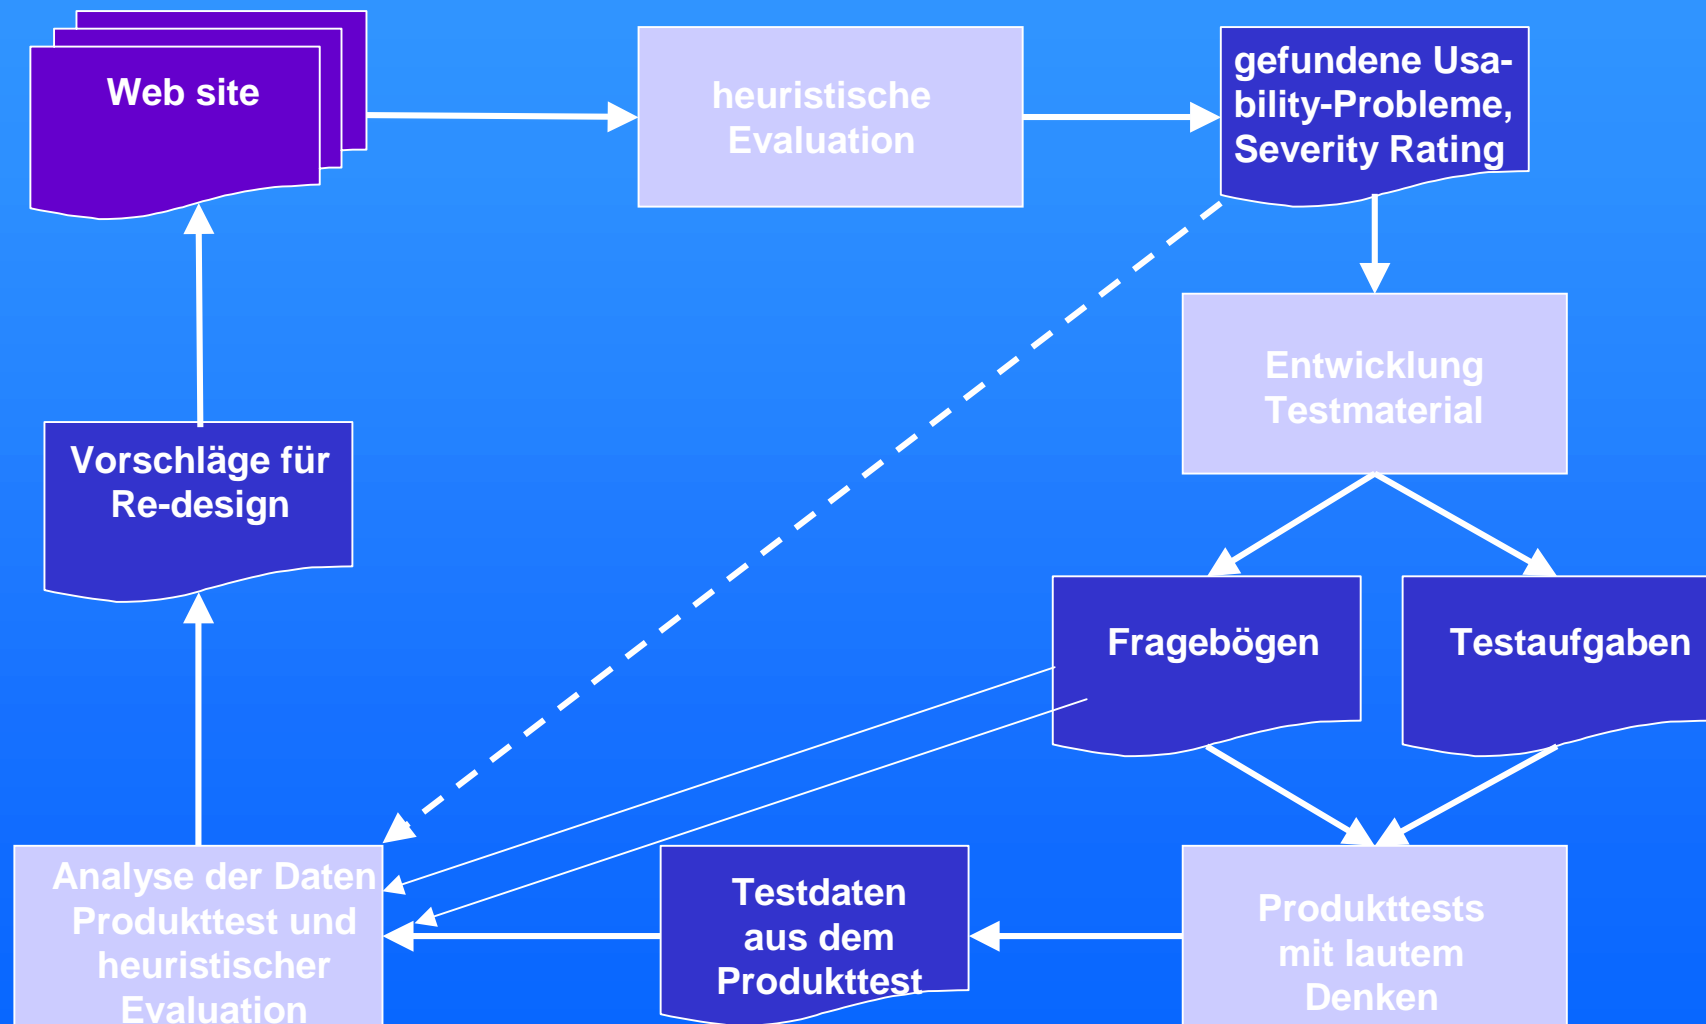 Web site
heuristische
Evaluation
gefundene Usa-
bility-Probleme,
Severity Rating
Entwicklung
Testmaterial
Vorschläge für
Re-design
Fragebögen
Testaufgaben
Analyse der Daten
Produkttest und
heuristischer
Evaluation
Testdaten
aus dem
Produkttest
Produkttests
mit lautem
Denken